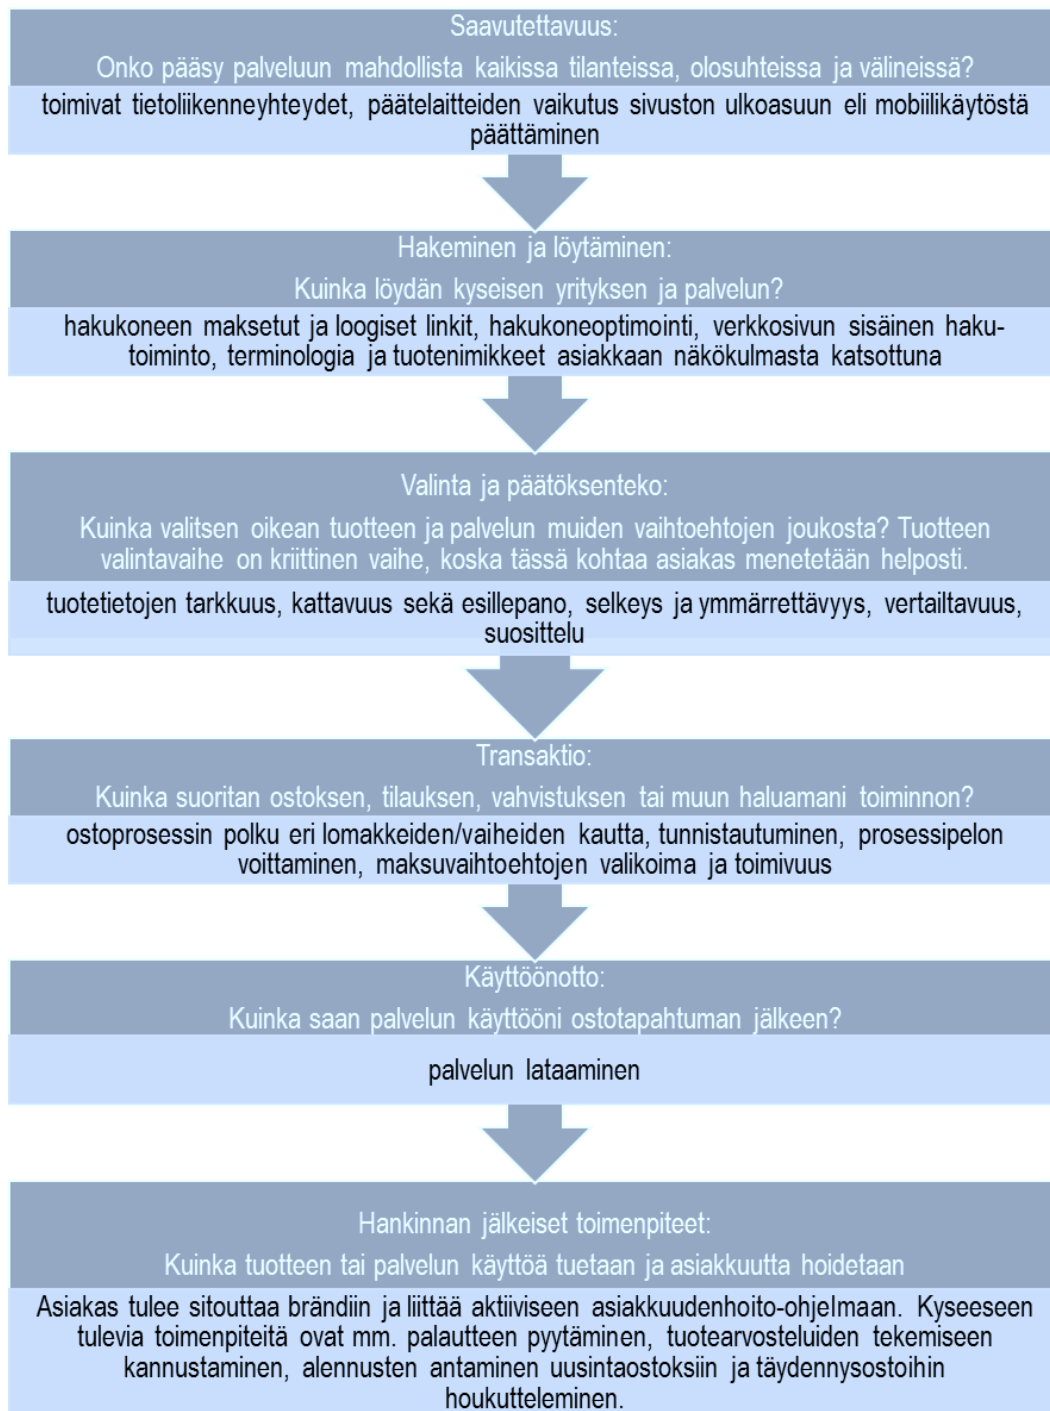 Saavutettavuus:
Onko pääsy palveluun mahdollista kaikissa tilanteissa, olosuhteissa ja välineissä?
toimivat tietoliikenneyhteydet, päätelaitteiden vaikutus sivuston ulkoasuun eli mobiilikäytöstä
päättäminen
Hakeminen ja löytäminen:
Kuinka löydän kyseisen yrityksen ja palvelun?
hakukoneen maksetut ja loogiset linkit, hakukoneoptimointi, verkkosivun sisäinen haku-
toiminto, terminologia ja tuotenimikkeet asiakkaan näkökulmasta katsottuna
Valinta ja päätöksenteko:
Kuinka valitsen oikean tuotteen ja palvelun muiden vaihtoehtojen joukosta? Tuotteen
valintavaihe on kriittinen vaihe, koska tässä kohtaa asiakas menetetään helposti.
tuotetietojen tarkkuus, kattavuus sekä esillepano, selkeys ja ymmärrettävyys, vertailtavuus,
suosittelu
Transaktio:
Kuinka suoritan ostoksen, tilauksen, vahvistuksen tai muun haluamani toiminnon?
ostoprosessin polku eri lomakkeiden/vaiheiden kautta, tunnistautuminen, prosessipelon
voittaminen, maksuvaihtoehtojen valikoima ja toimivuus
Käyttöönotto:
Kuinka saan palvelun käyttööni ostotapahtuman jälkeen?
palvelun lataaminen
Hankinnan jälkeiset toimenpiteet:
Kuinka tuotteen tai palvelun käyttöä tuetaan ja asiakkuutta hoidetaan
Asiakas tulee sitouttaa brändiin ja liittää aktiiviseen asiakkuudenhoito-ohjelmaan. Kyseeseen
tulevia toimenpiteitä ovat mm. palautteen pyytäminen, tuotearvosteluiden tekemiseen
kannustaminen, alennusten antaminen uusintaostoksiin ja täydennysostoihin
houkutteleminen.